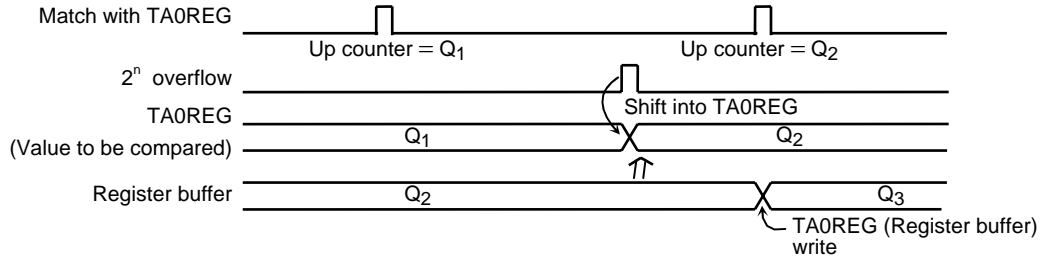 Match with TA0REG
Up counter = Q1
Up counter = Q2
2n overflow
Shift into TA0REG
TA0REG
(Value to be compared)
Q1
Q2
Register buffer
Q2
Q3
TA0REG (Register buffer)
write